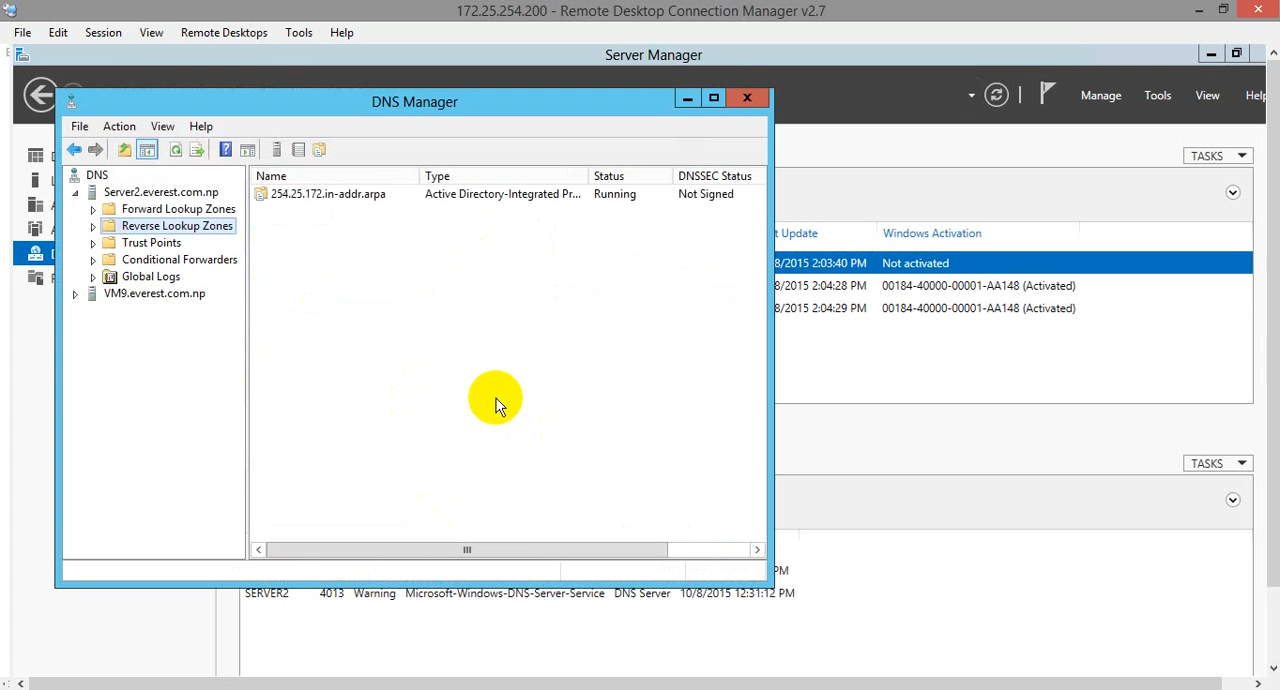 172.25.254.200 - Remote Desktop Connection Manager v2.7
File Edit Session View Remote Desktops Tools Help
Server Manager
Manage Tools View Help
DNS Manager
File Action View Help
DNS
Server2.everest.com.np
Forward Lookup Zones
Reverse Lookup Zones
Trust Points
Conditional Forwarders
Global Logs
VM9.everest.com.np
Name Type Status DNSSEC Status
254.25.172.in-addr.arpa Active Directory-Integrated Pr... Running Not Signed
TASKS
t Update Windows Activation
8/2015 2:03:40 PM Not activated
8/2015 2:04:28 PM 00184-40000-00001-AA148 (Activated)
8/2015 2:04:29 PM 00184-40000-00001-AA148 (Activated)
TASKS
PM
SERVER2 4013 Warning Microsoft-Windows-DNS-Server-Service DNS Server 10/8/2015 12:31:12 PM